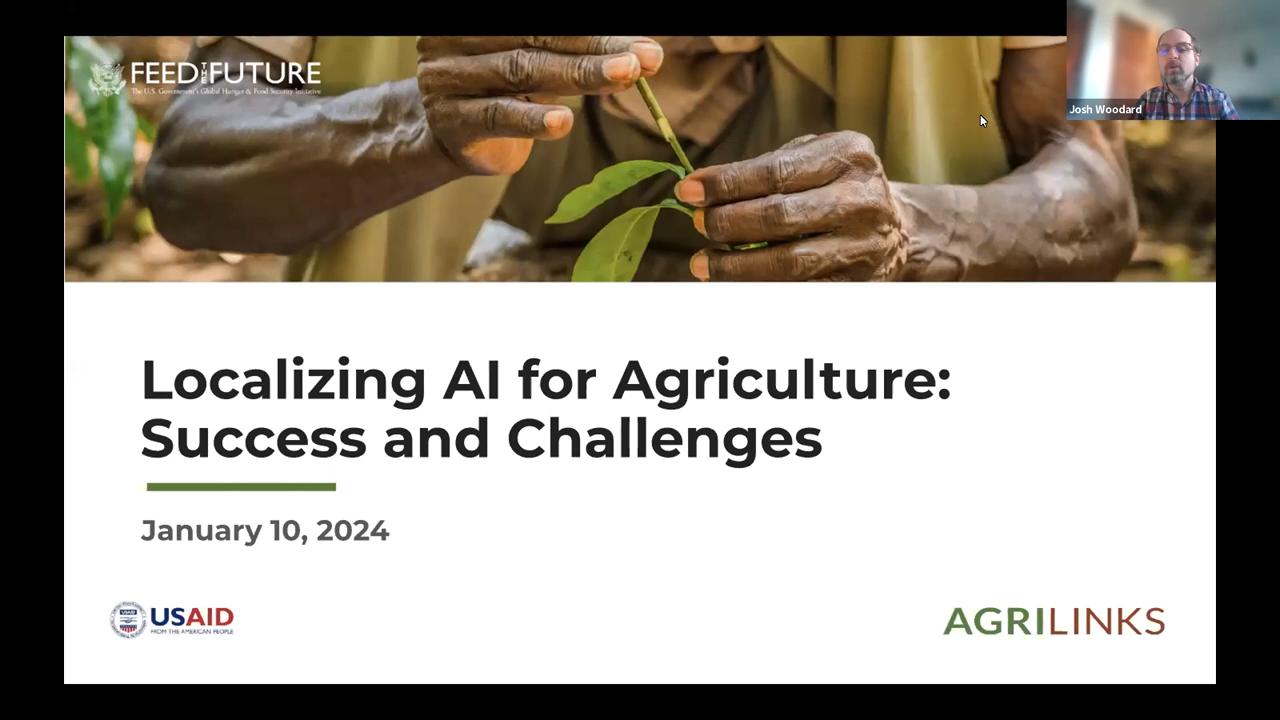 FEED THE FUTURE
The U.S. Government's Global Hunger & Food Security Initiative
Josh Woodard
Localizing AI for Agriculture:
Success and Challenges
January 10, 2024
USAID
USAID
FROM THE AMERICAN PEOPLE
AGRILINKS